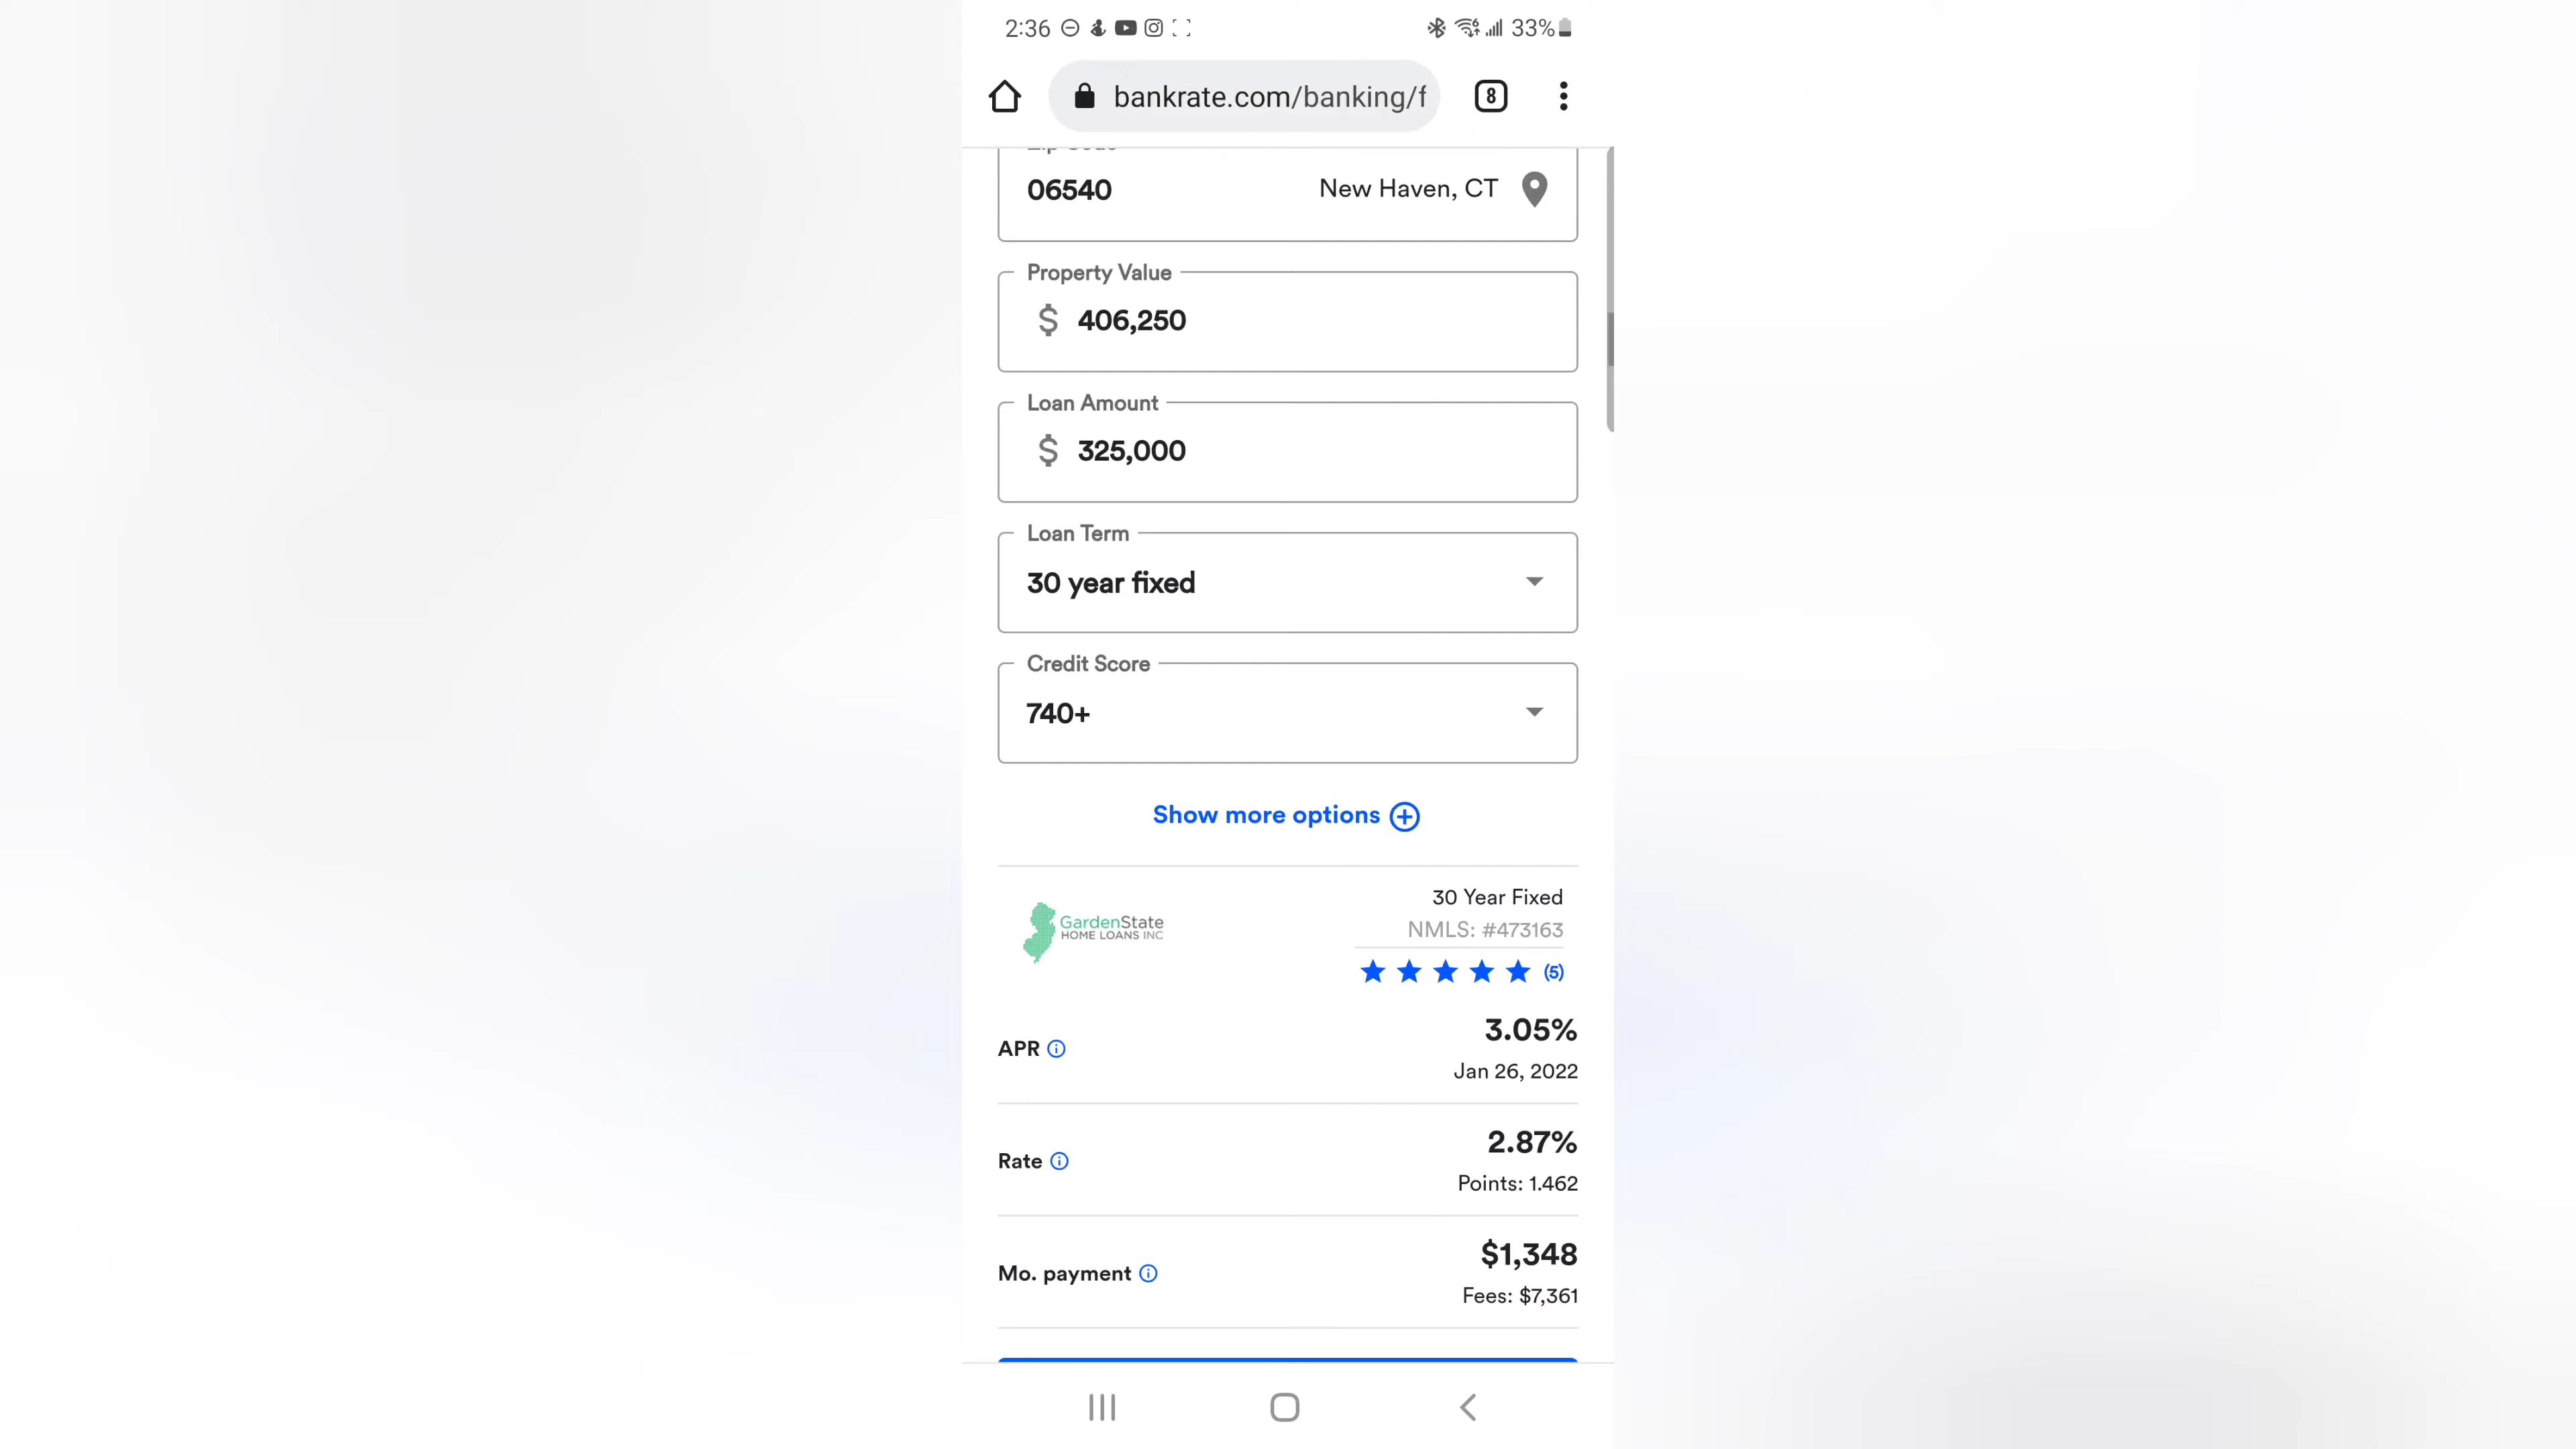 2:36
33%
bankrate.com/banking/f
8
06540
New Haven, CT
Property Value
$ 406,250
Loan Amount
$ 325,000
Loan Term
30 year fixed
Credit Score
740+
Show more options
GardenState
HOME LOANS INC
30 Year Fixed
NMLS: #473163
(5)
APR
3.05%
Jan 26, 2022
Rate
2.87%
Points: 1.462
Mo. payment
$1,348
Fees: $7,361